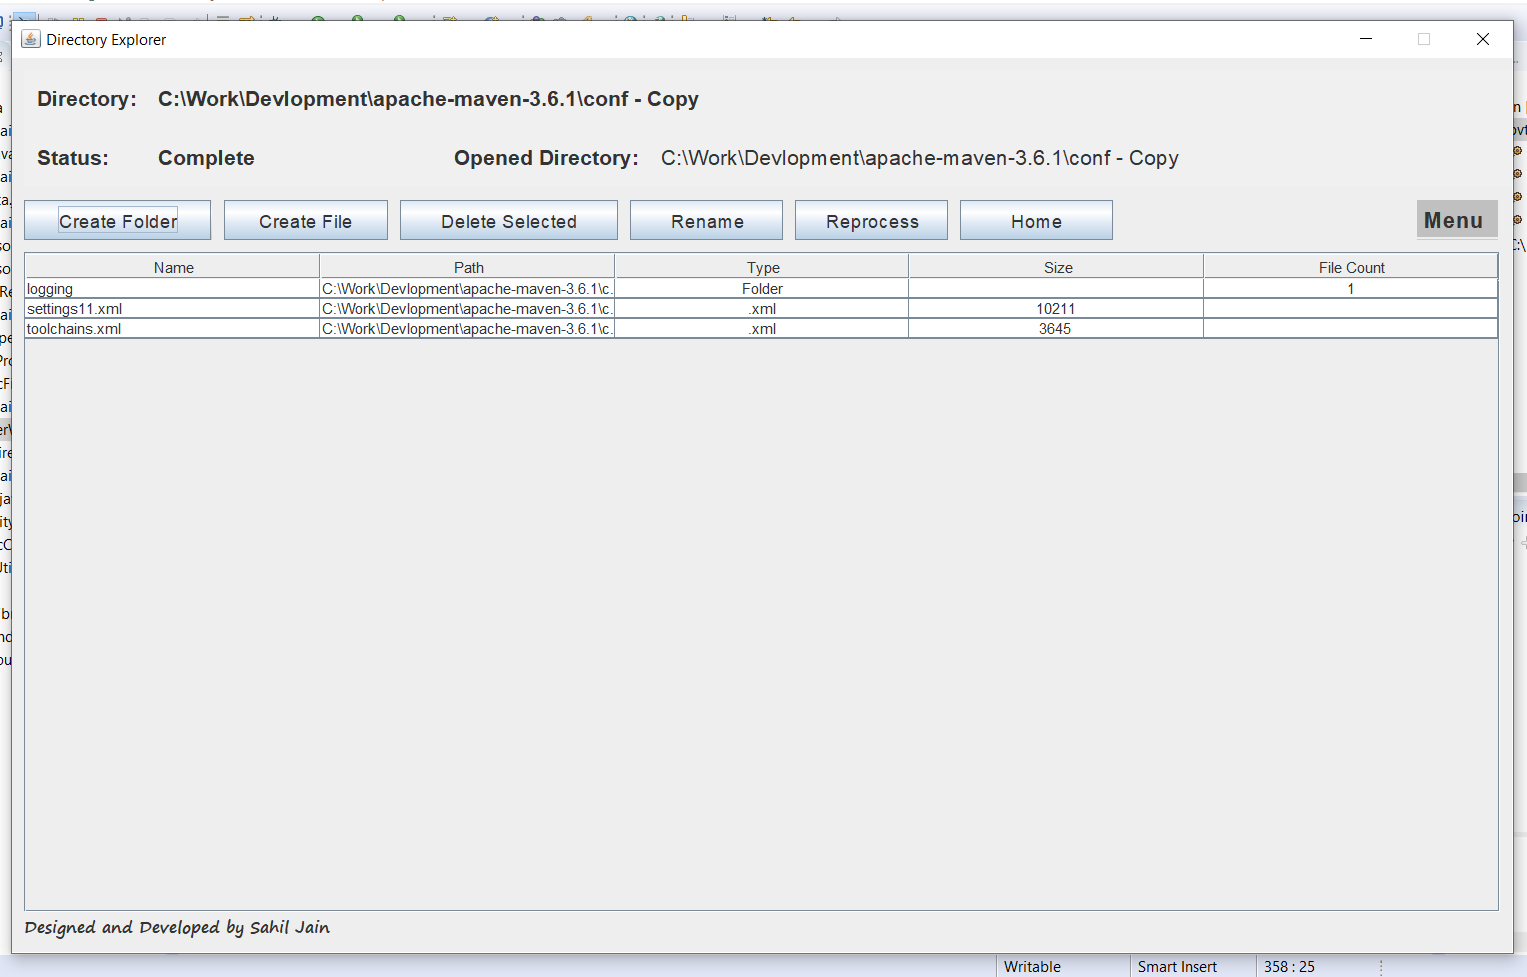 Directory Explorer
Directory: C:\Work\Devlopment\apache-maven-3.6.1\conf - Copy
Status: Complete Opened Directory: C:\Work\Devlopment\apache-maven-3.6.1\conf - Copy
Create Folder Create File Delete Selected Rename Reprocess Home Menu
Name Path Type Size File Count
logging C:\Work\Devlopment\apache-maven-3.6.1\c. Folder 1
settings11.xml C:\Work\Devlopment\apache-maven-3.6.1\c. .xml 10211
toolchains.xml C:\Work\Devlopment\apache-maven-3.6.1\c. .xml 3645
Designed and Developed by Sahil Jain
Writable Smart Insert 358 : 25